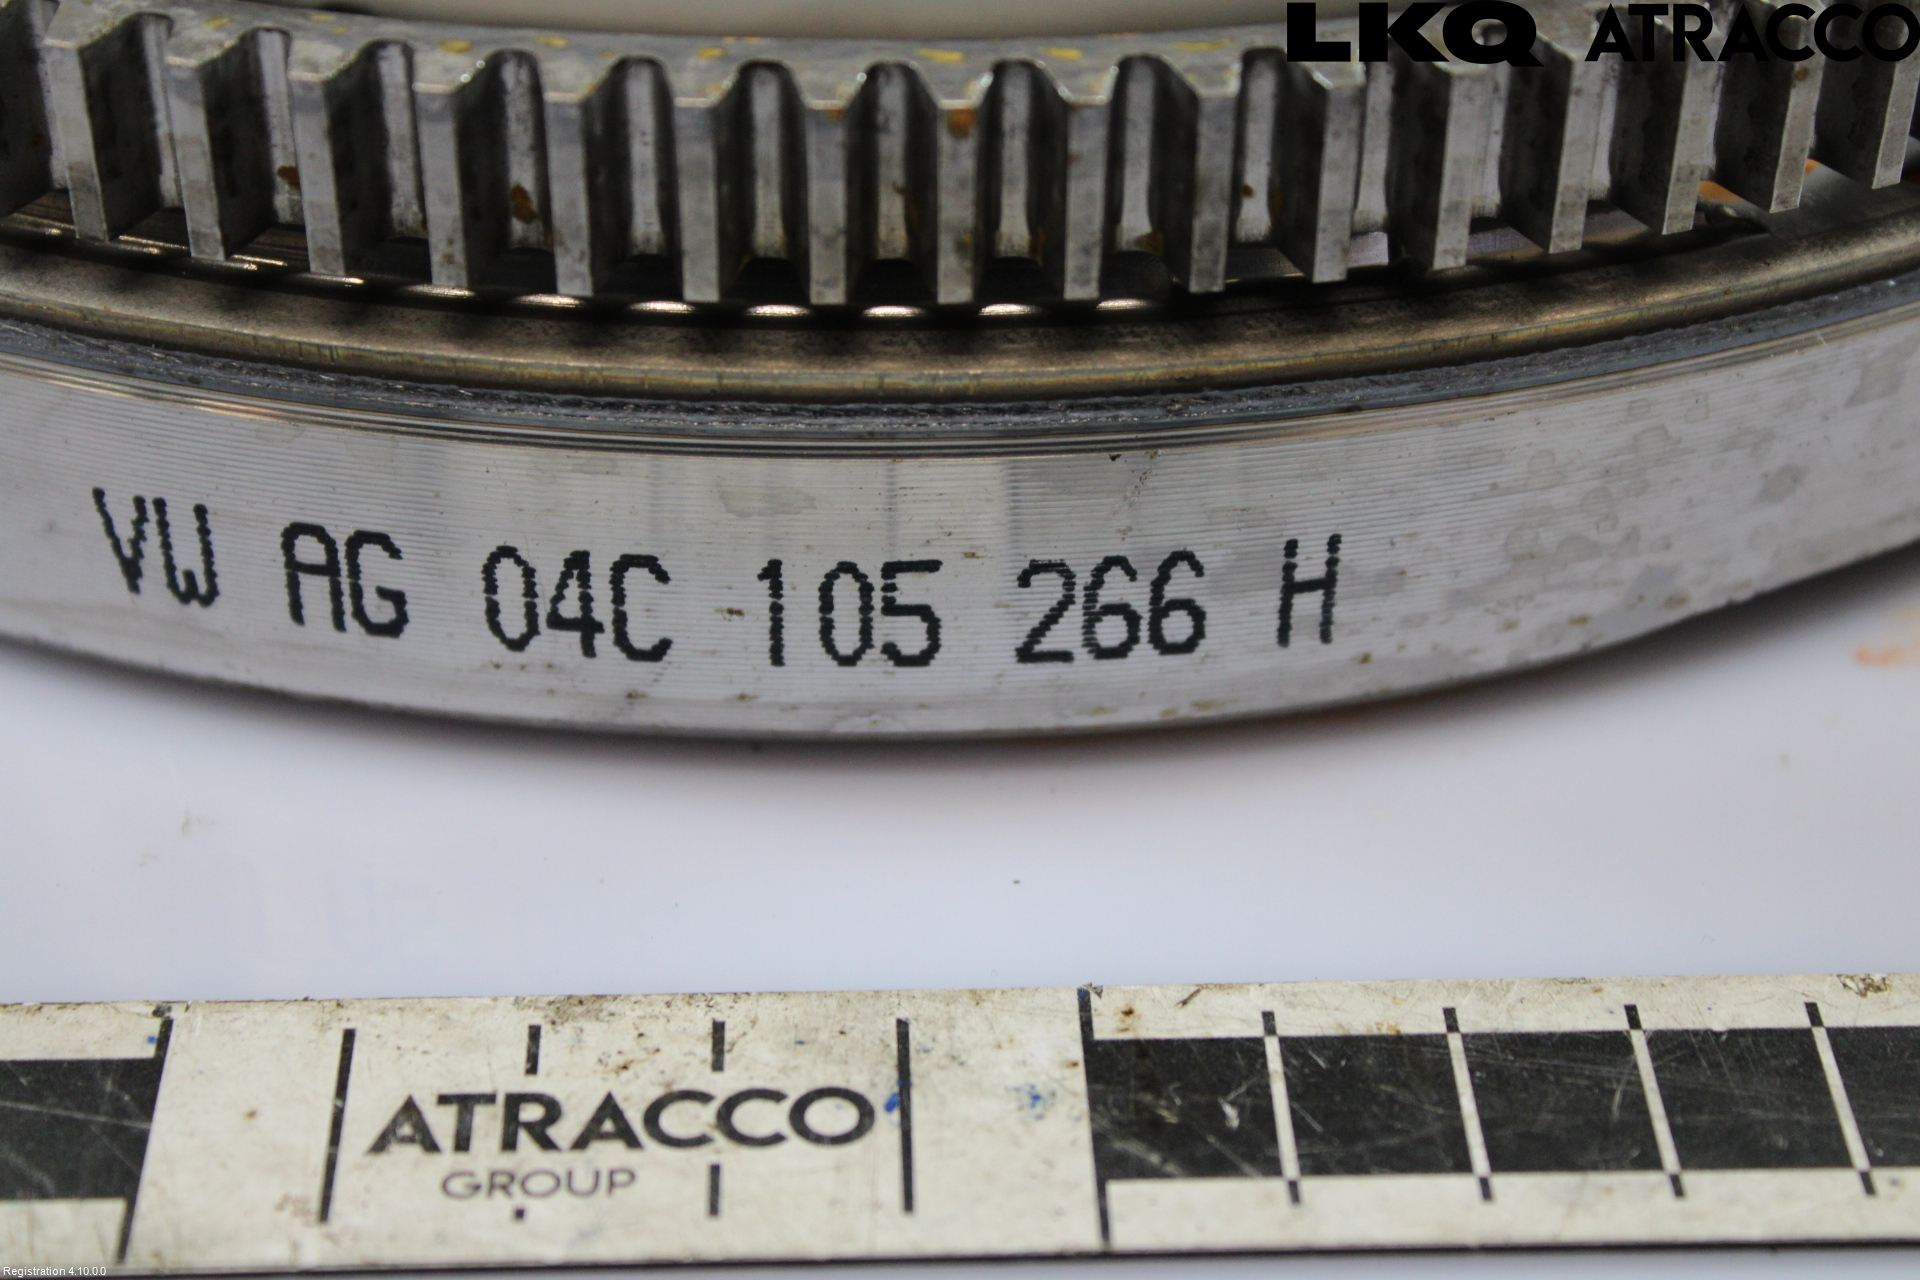 LKQ ATRACCO
VW AG 04C 105 266 H
ATRACCO
GROUP
Registration 4.10.0.0